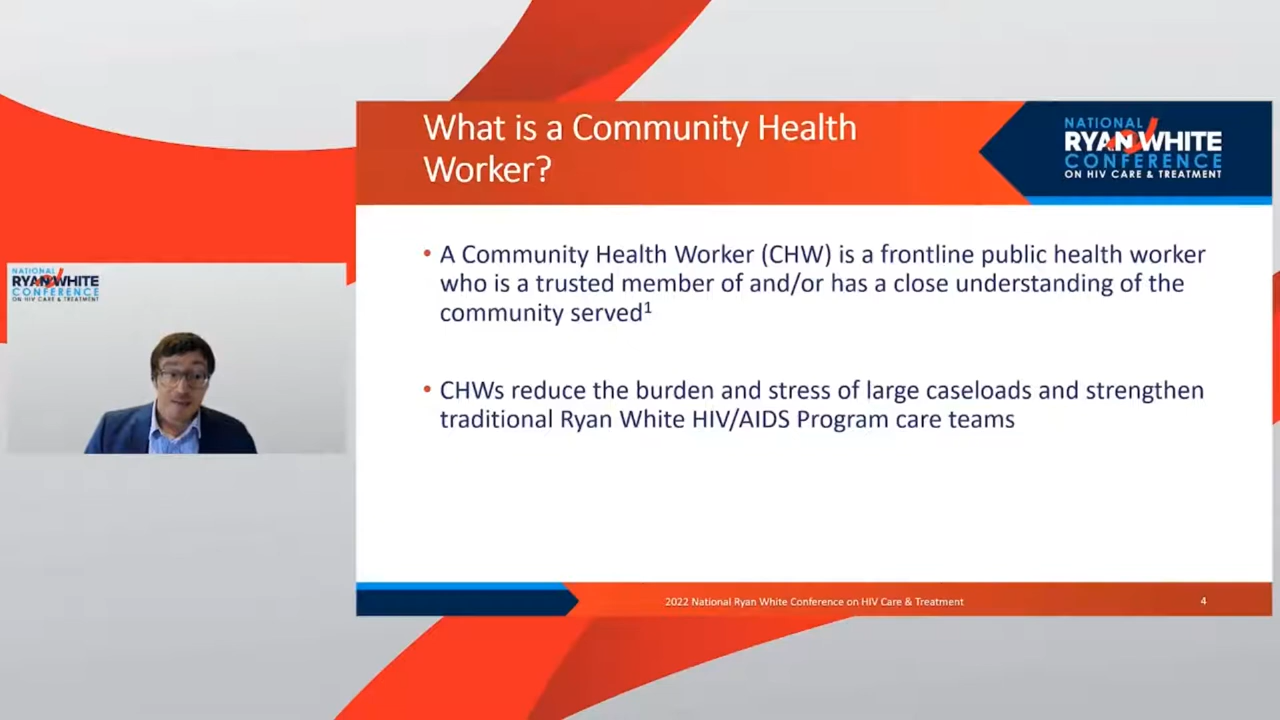 What is a Community Health
Worker?
NATIONAL
RYAN WHITE
CONFERENCE
ON HIV CARE & TREATMENT
NATIONAL
RYAN WHITE
CONFERENCE
ON HIV CARE & TREATMENT
• A Community Health Worker (CHW) is a frontline public health worker
who is a trusted member of and/or has a close understanding of the
community served¹
• CHWs reduce the burden and stress of large caseloads and strengthen
traditional Ryan White HIV/AIDS Program care teams
2022 National Ryan White Conference on HIV Care & Treatment
4